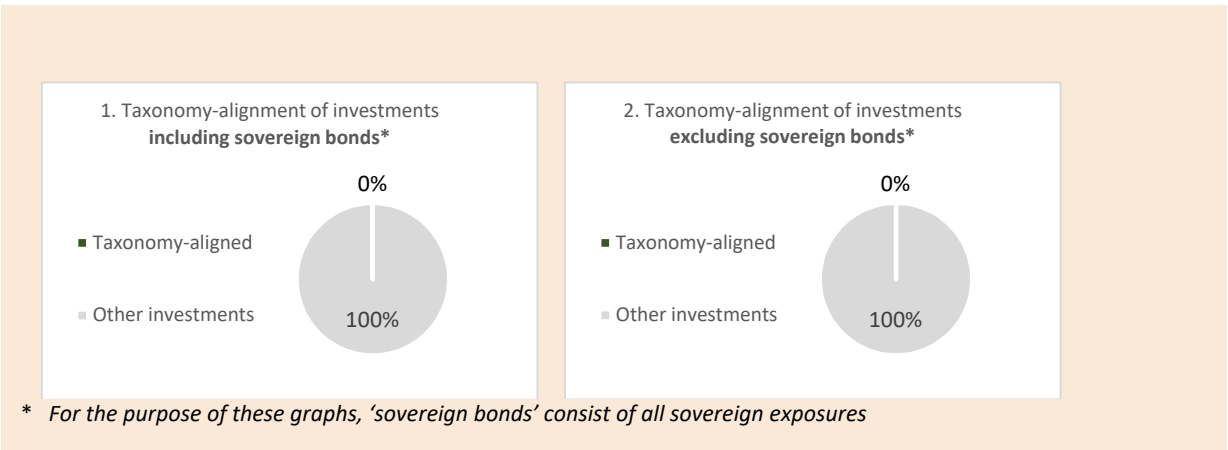 1. Taxonomy-alignment of investments
including sovereign bonds*
0%
Taxonomy-aligned
Other investments
100%
2. Taxonomy-alignment of investments
excluding sovereign bonds*
0%
Taxonomy-aligned
Other investments
100%
* For the purpose of these graphs, ‘sovereign bonds’ consist of all sovereign exposures